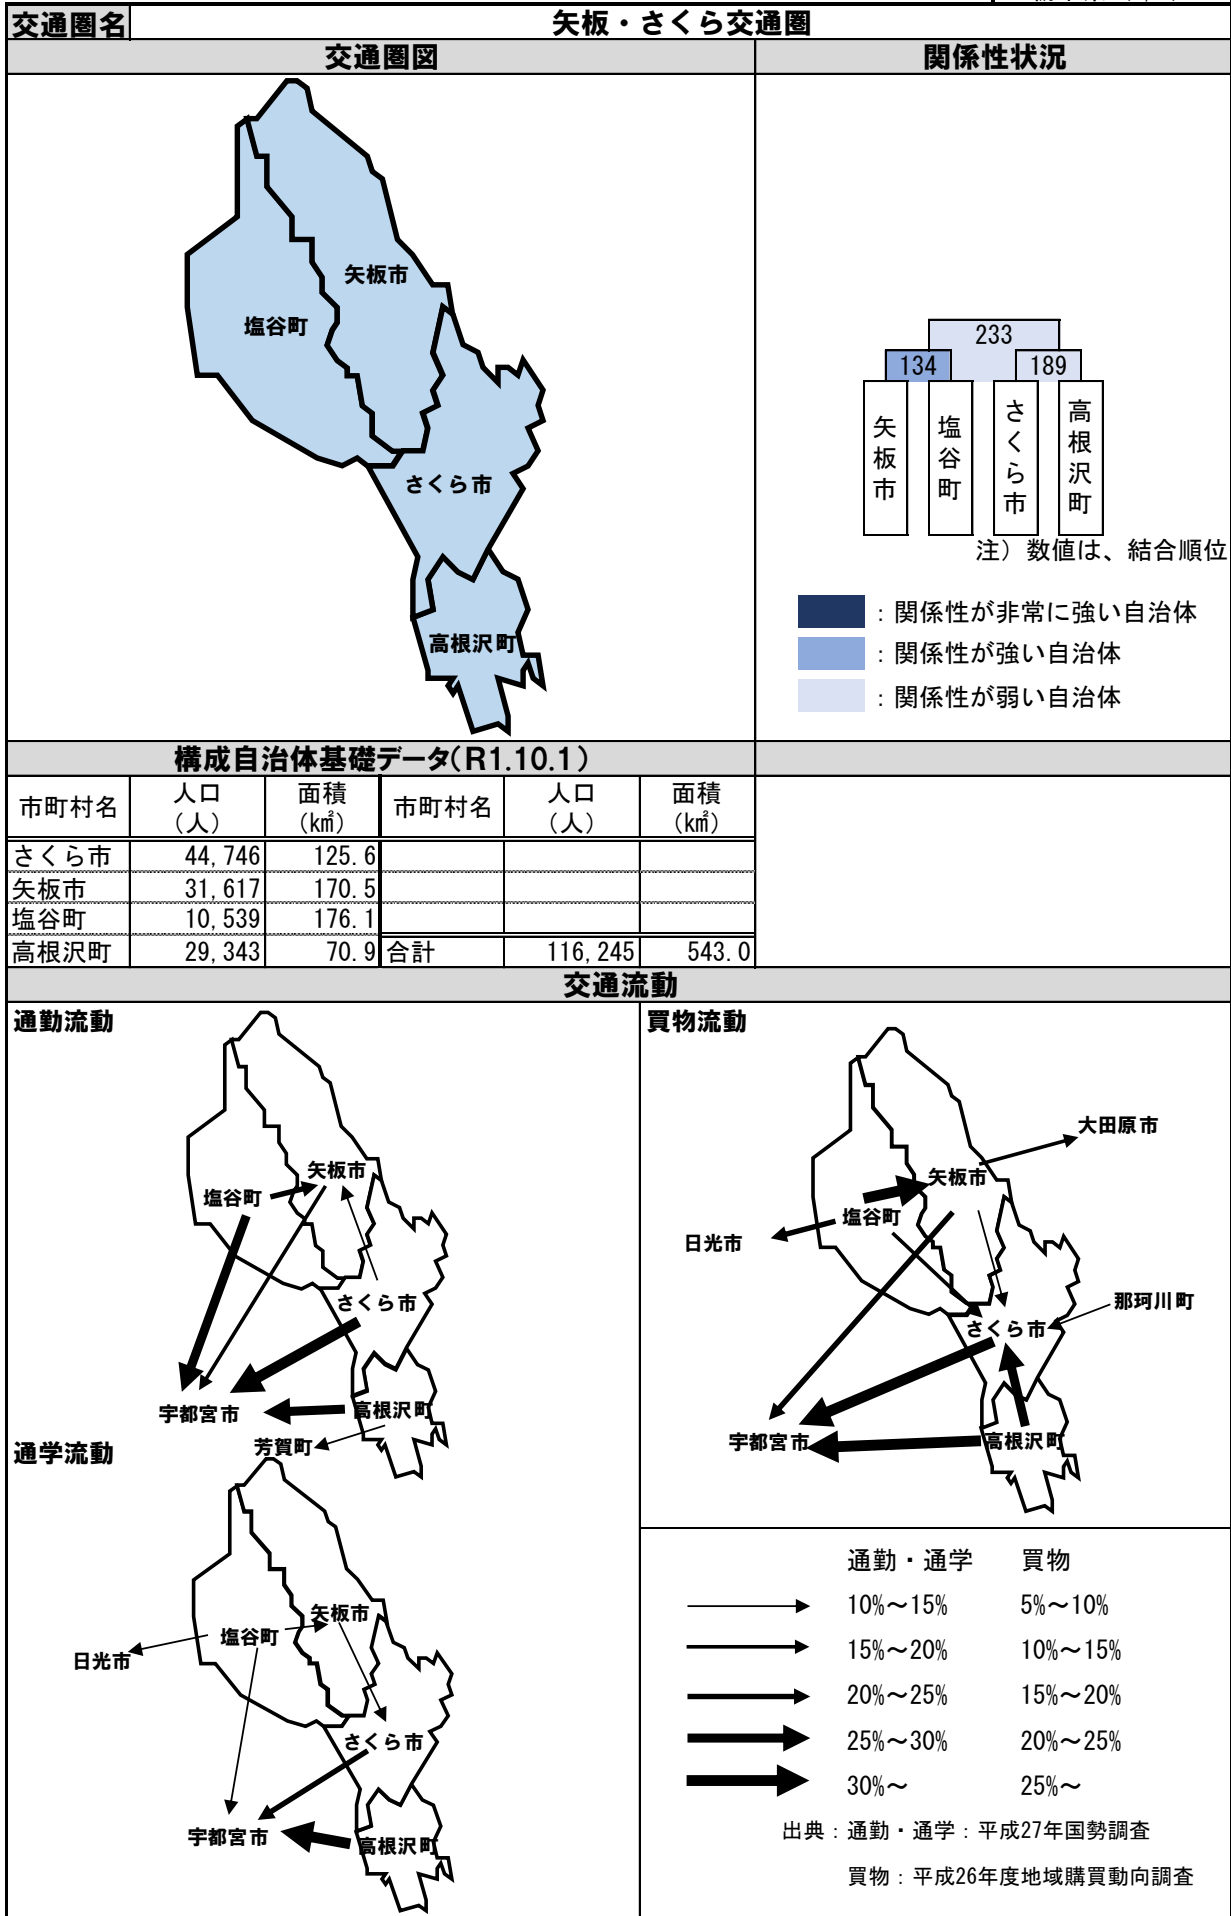 交通圏名 矢板・さくら交通圏
交通圏図 関係性状況
矢板市
塩谷町
さくら市
高根沢町
233
134 189
矢板市 塩谷町 さくら市 高根沢町
注）数値は、結合順位
：関係性が非常に強い自治体
：関係性が強い自治体
：関係性が弱い自治体
構成自治体基礎データ(R1.10.1)
市町村名 人口（人） 面積（㎢） 市町村名 人口（人） 面積（㎢）
さくら市 44,746 125.6
矢板市 31,617 170.5
塩谷町 10,539 176.1
高根沢町 29,343 70.9 合計 116,245 543.0
交通流動
通勤流動
矢板市
塩谷町
さくら市
宇都宮市
高根沢町
芳賀町
買物流動
大田原市
矢板市
塩谷町
日光市
那珂川町
さくら市
宇都宮市
高根沢町
通学流動
矢板市
塩谷町
日光市
さくら市
宇都宮市
高根沢町
通勤・通学 買物
10%～15% 5%～10%
15%～20% 10%～15%
20%～25% 15%～20%
25%～30% 20%～25%
30%～ 25%～
出典：通勤・通学：平成27年国勢調査
買物：平成26年度地域購買動向調査